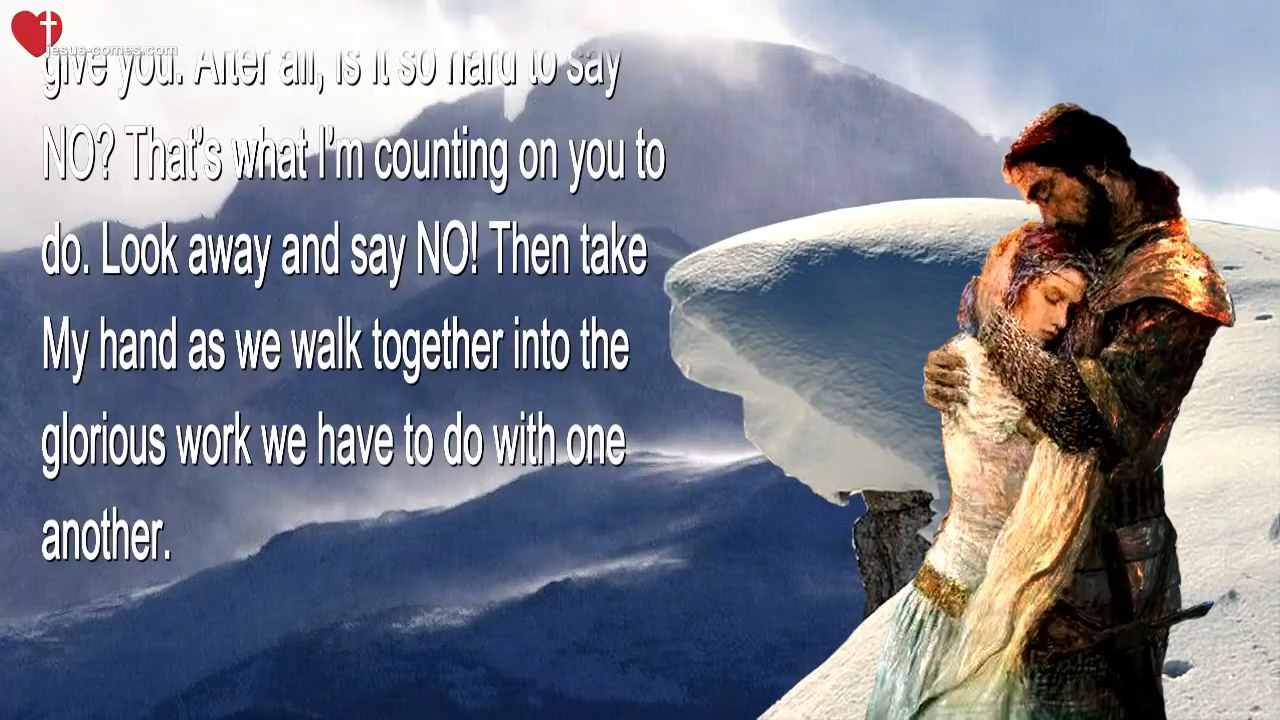 jesus-comes.com
give you. After all, is it so hard to say
NO? That's what I'm counting on you to
do. Look away and say NO! Then take
My hand as we walk together into the
glorious work we have to do with one
another.